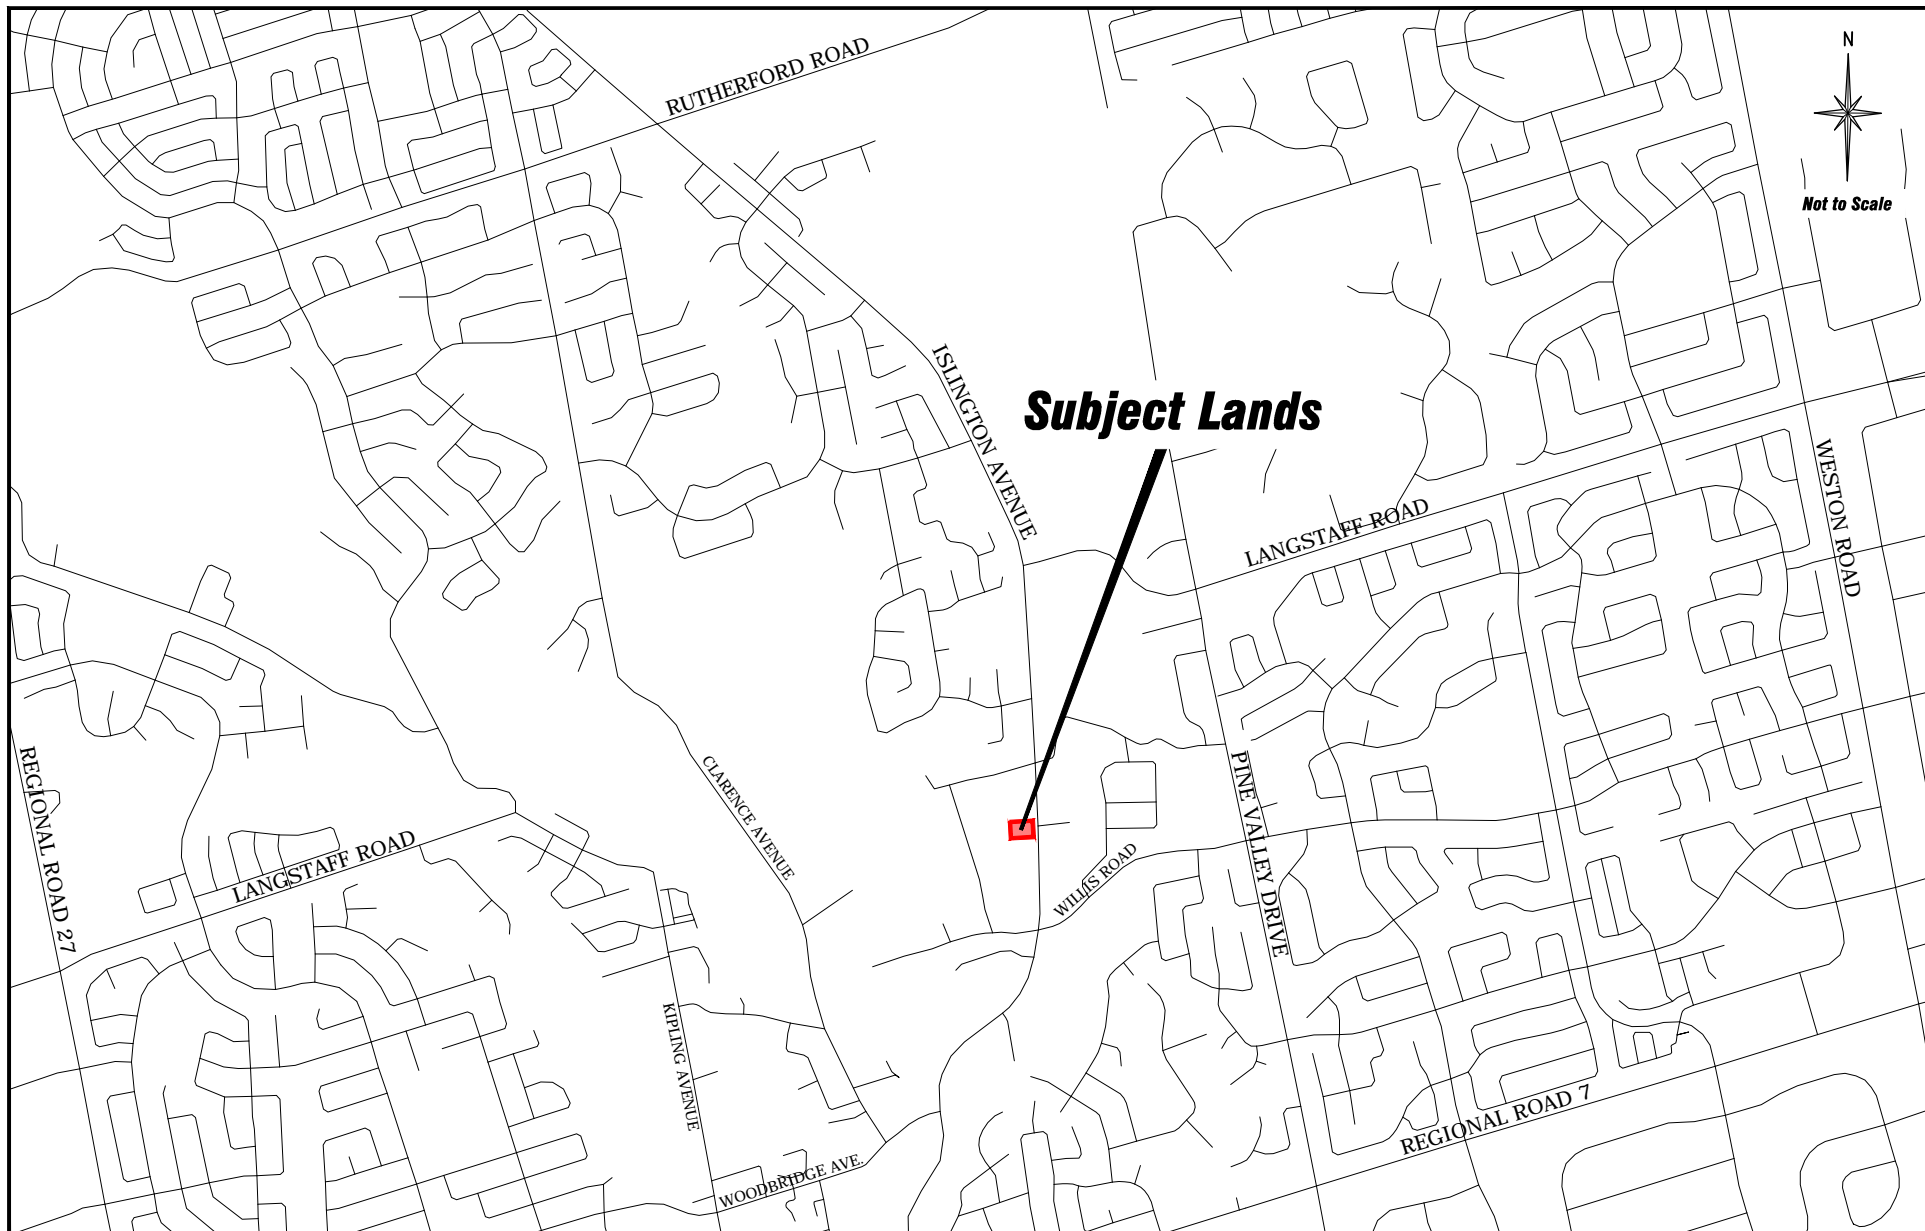 RUTHERFORD ROAD
N
Not to Scale
ISLINGTON AVENUE
Subject Lands
WESTON ROAD
LANGSTAFF ROAD
REGIONAL ROAD 27
CLARENCE AVENUE
PINE VALLEY DRIVE
LANGSTAFF ROAD
WILLIS ROAD
KIPLING AVENUE
REGIONAL ROAD 7
WOODBRIDGE AVE.